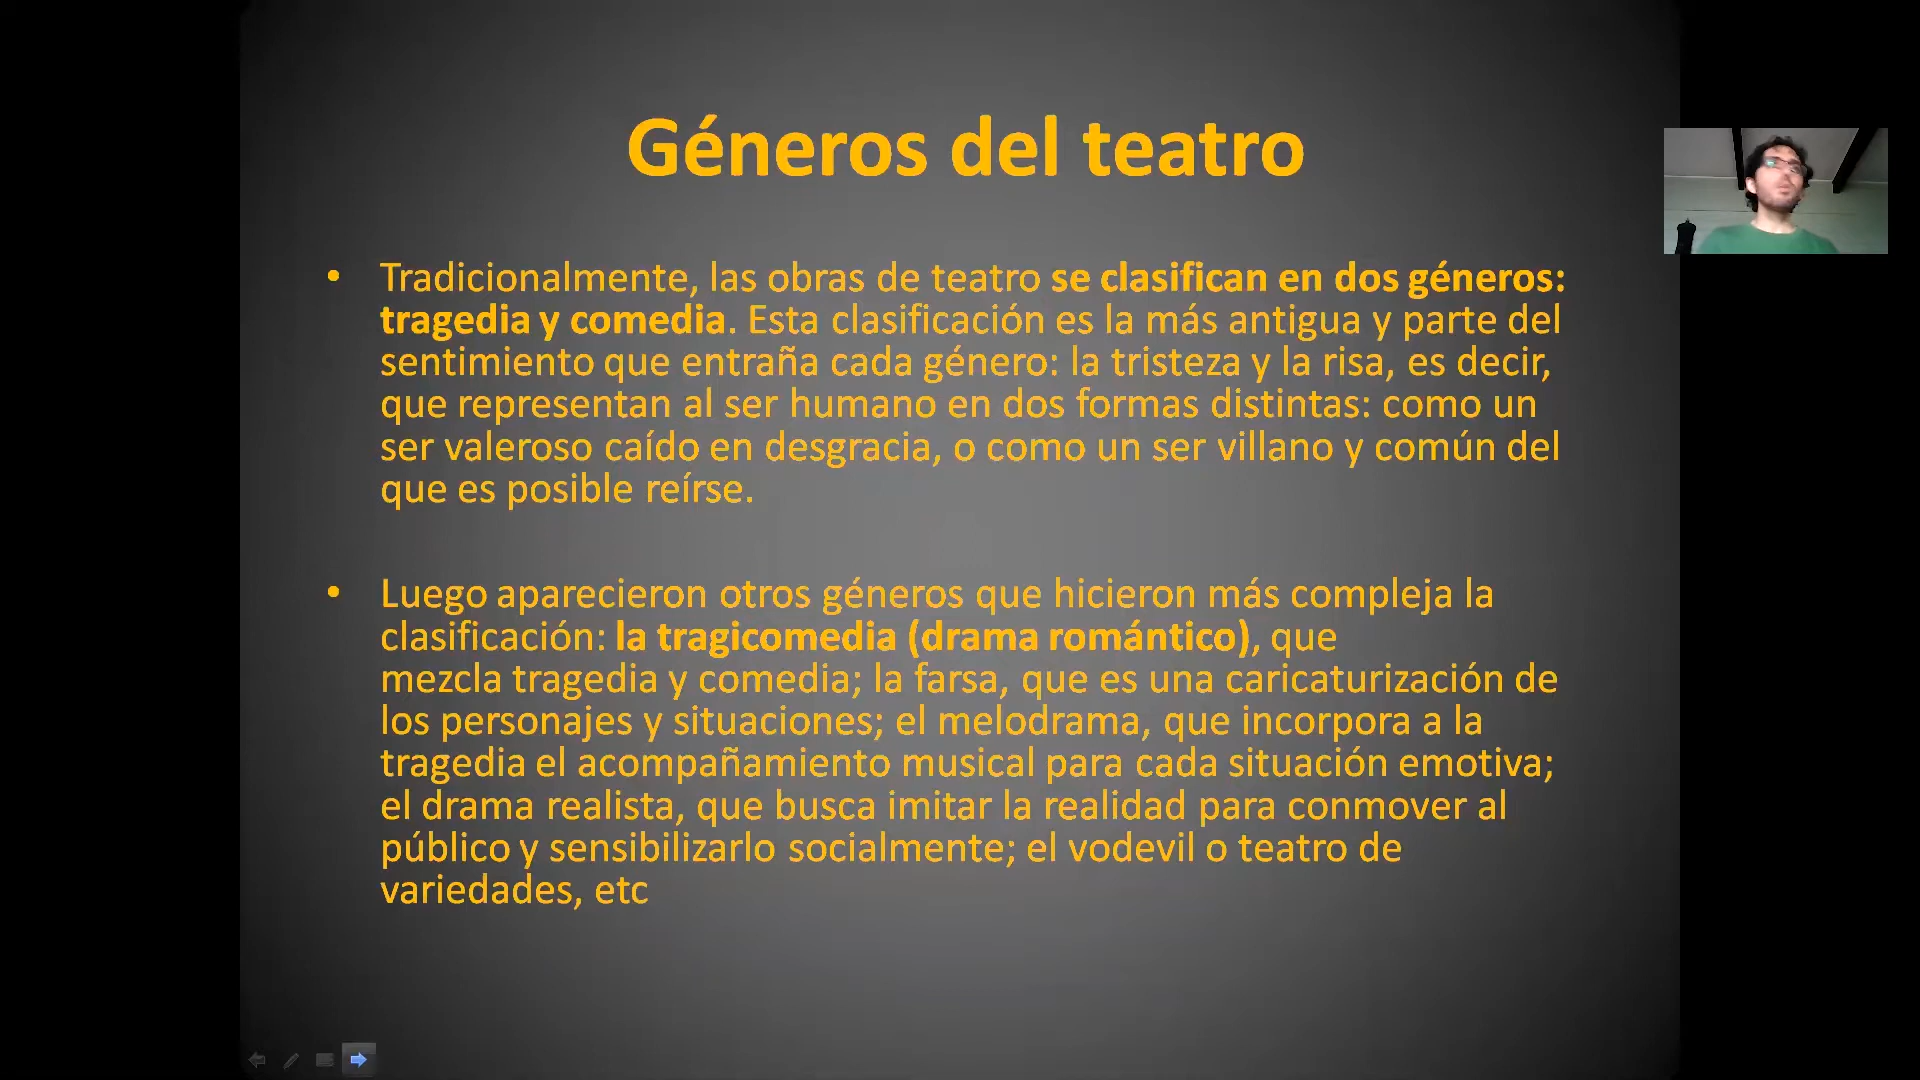 Géneros del teatro
• Tradicionalmente, las obras de teatro se clasifican en dos géneros:
tragedia y comedia. Esta clasificación es la más antigua y parte del
sentimiento que entraña cada género: la tristeza y la risa, es decir,
que representan al ser humano en dos formas distintas: como un
ser valeroso caído en desgracia, o como un ser villano y común del
que es posible reírse.
• Luego aparecieron otros géneros que hicieron más compleja la
clasificación: la tragicomedia (drama romántico), que
mezcla tragedia y comedia; la farsa, que es una caricaturización de
los personajes y situaciones; el melodrama, que incorpora a la
tragedia el acompañamiento musical para cada situación emotiva;
el drama realista, que busca imitar la realidad para conmover al
público y sensibilizarlo socialmente; el vodevil o teatro de
variedades, etc